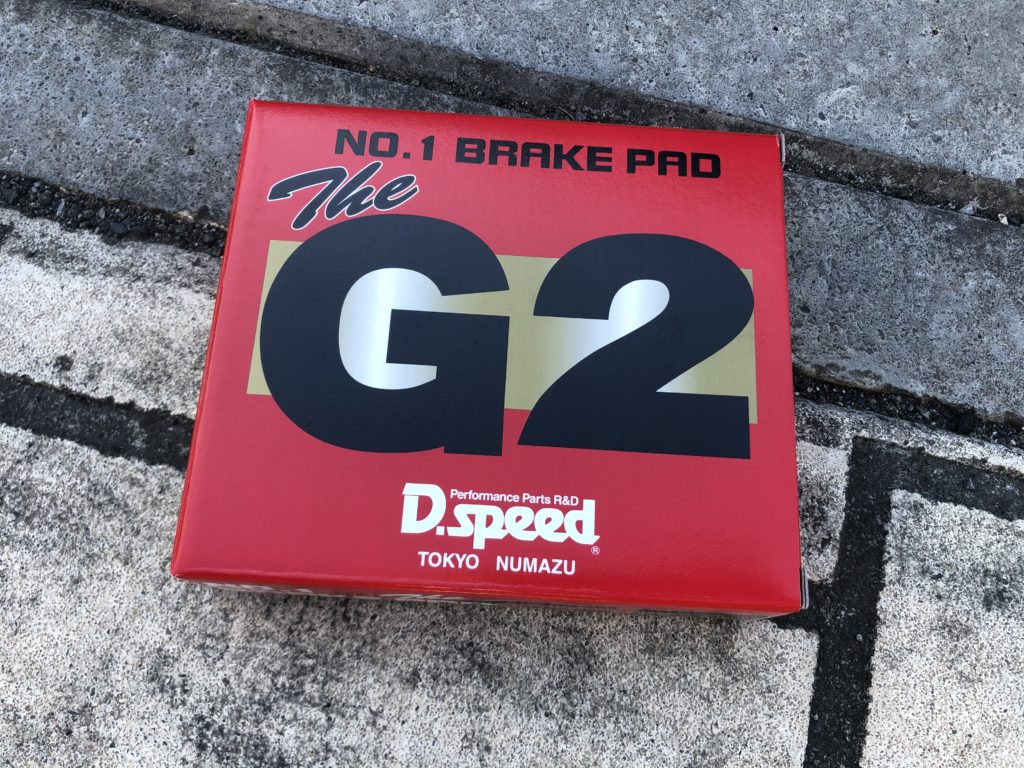 NO.1 BRAKE PAD
The
G2
Performance Parts R&D
D.speed®
TOKYO NUMAZU